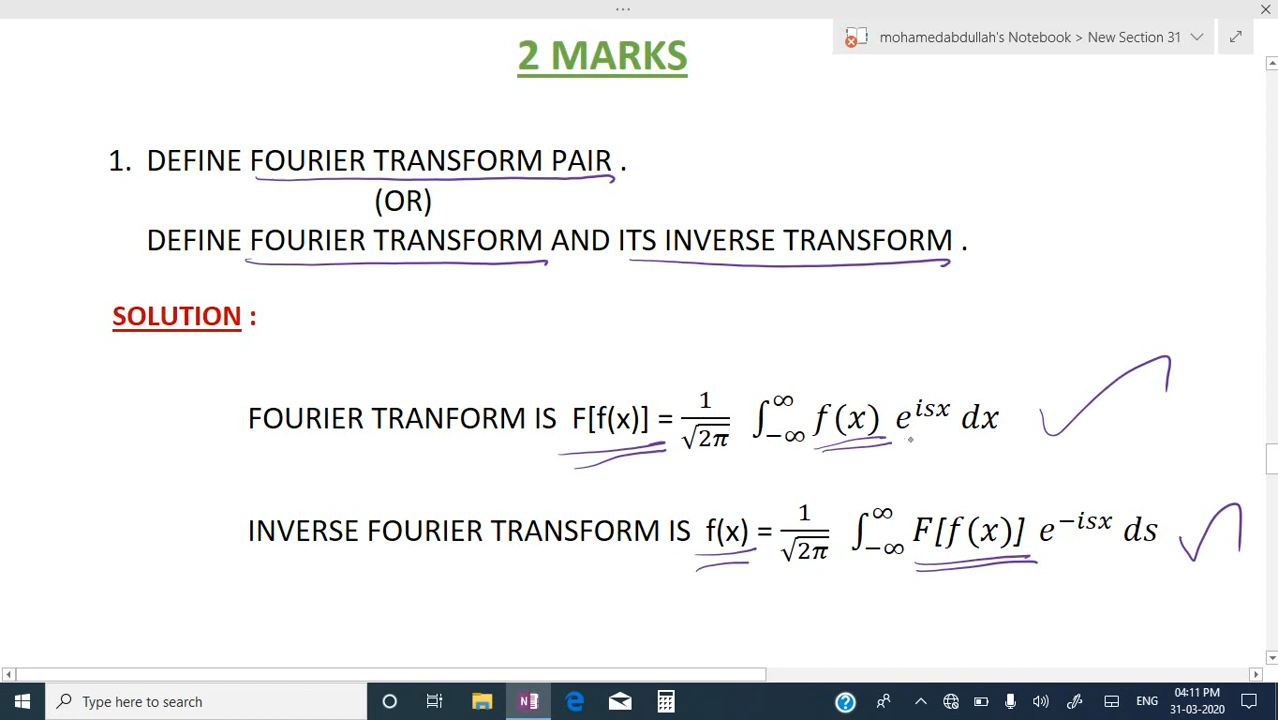 mohamedabdullah's Notebook > New Section 31
2 MARKS
1. DEFINE FOURIER TRANSFORM PAIR .
(OR)
DEFINE FOURIER TRANSFORM AND ITS INVERSE TRANSFORM .
SOLUTION :
FOURIER TRANFORM IS F[f(x)] = 1/√2π ∫_{-∞}^{∞} f(x) e^{isx} dx
INVERSE FOURIER TRANSFORM IS f(x) = 1/√2π ∫_{-∞}^{∞} F[f(x)] e^{-isx} ds
Type here to search
ENG
04:11 PM
31-03-2020